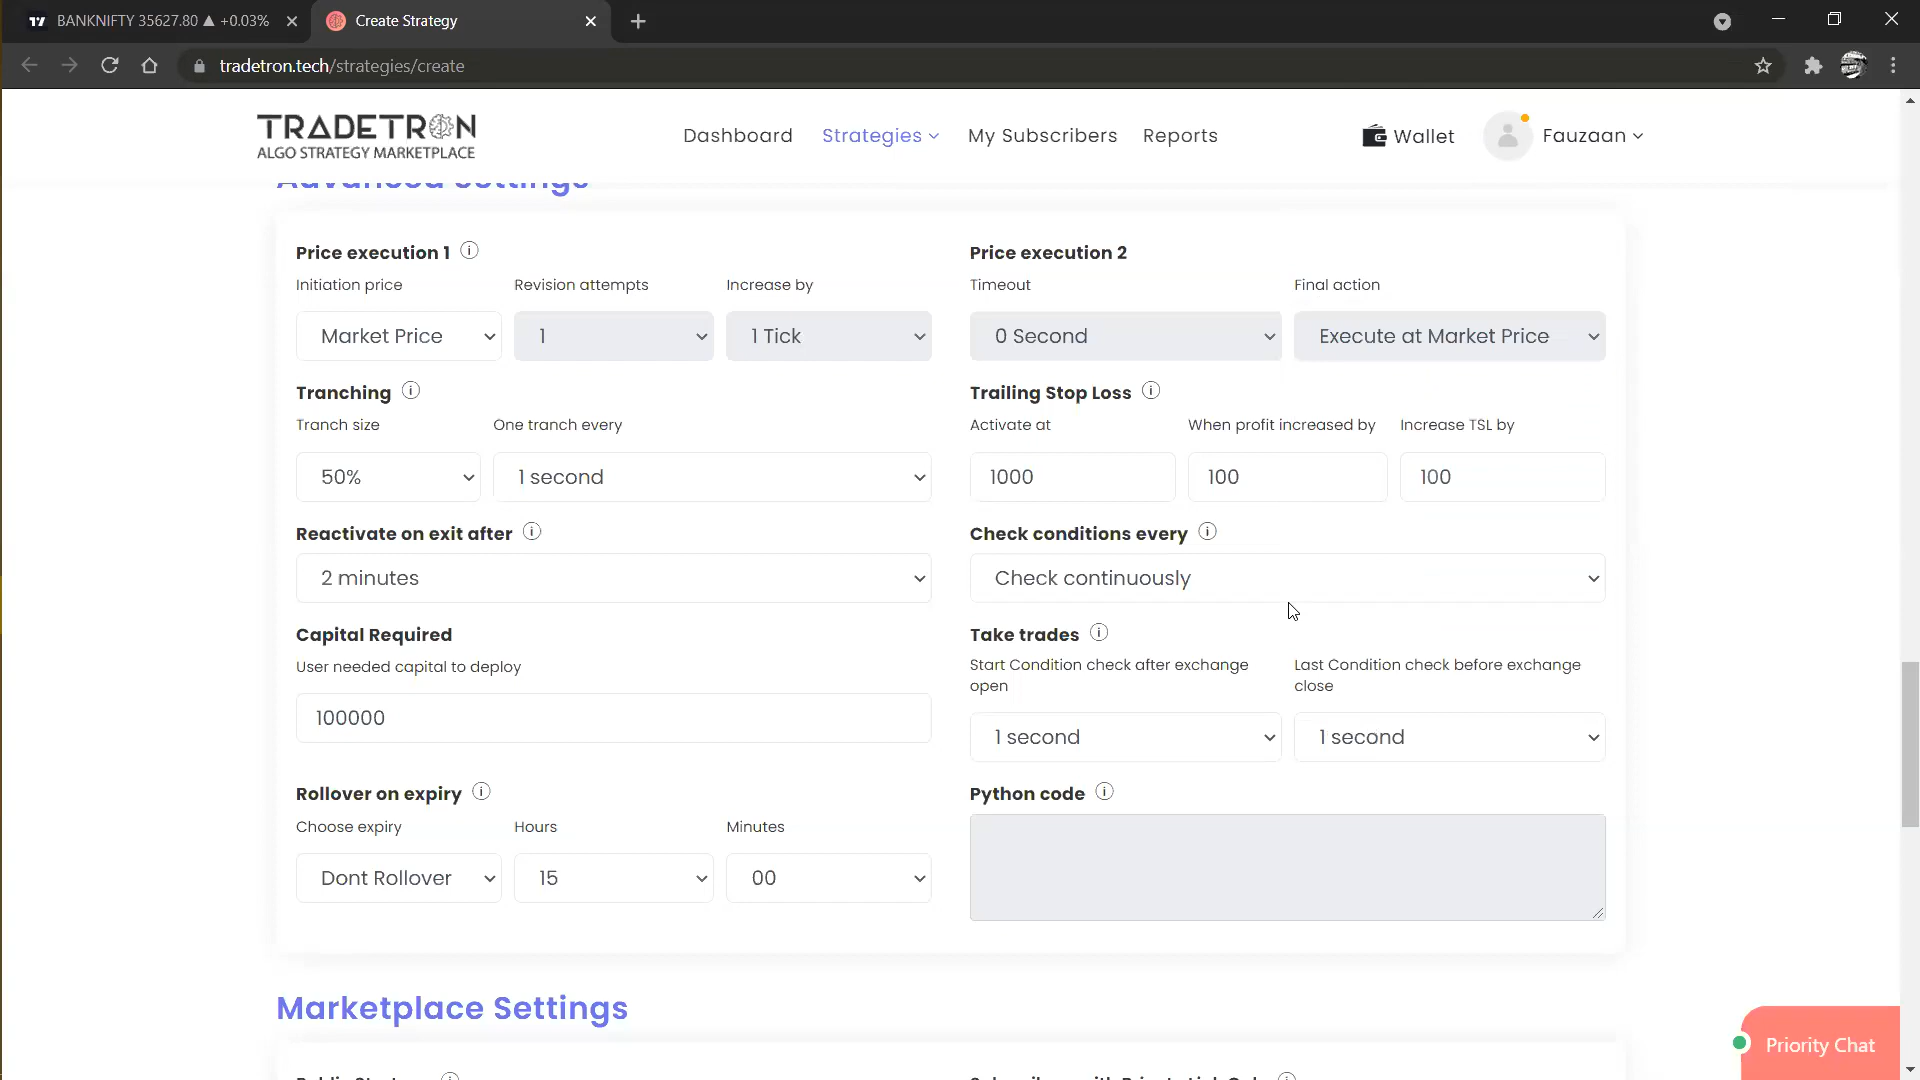 BANKNIFTY 35627.80 ▲ +0.03%
Create Strategy
tradetron.tech/strategies/create
TRADETRON
ALGO STRATEGY MARKETPLACE
Dashboard
Strategies
My Subscribers
Reports
Wallet
Fauzaan
Advanced Settings
Price execution 1
Price execution 2
Initiation price
Revision attempts
Increase by
Timeout
Final action
Market Price
1
1 Tick
0 Second
Execute at Market Price
Tranching
Trailing Stop Loss
Tranch size
One tranch every
Activate at
When profit increased by
Increase TSL by
50%
1 second
1000
100
100
Reactivate on exit after
Check conditions every
2 minutes
Check continuously
Capital Required
Take trades
User needed capital to deploy
Start Condition check after exchange
open
Last Condition check before exchange
close
100000
1 second
1 second
Rollover on expiry
Python code
Choose expiry
Hours
Minutes
Dont Rollover
15
00
Marketplace Settings
Priority Chat